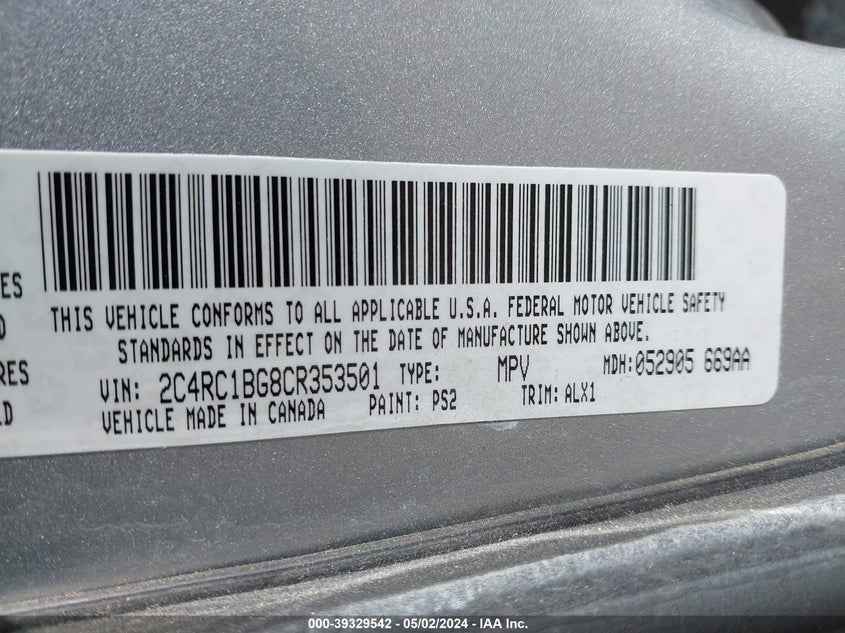 THIS VEHICLE CONFORMS TO ALL APPLICABLE U.S.A. FEDERAL MOTOR VEHICLE SAFETY
STANDARDS IN EFFECT ON THE DATE OF MANUFACTURE SHOWN ABOVE.
VIN: 2C4RC1BG8CR353501 TYPE: MPV MDH:052905 669AA
VEHICLE MADE IN CANADA PAINT: PS2 TRIM: ALX1
ES
D
RES
LD
000-39329542 - 05/02/2024 - IAA Inc.